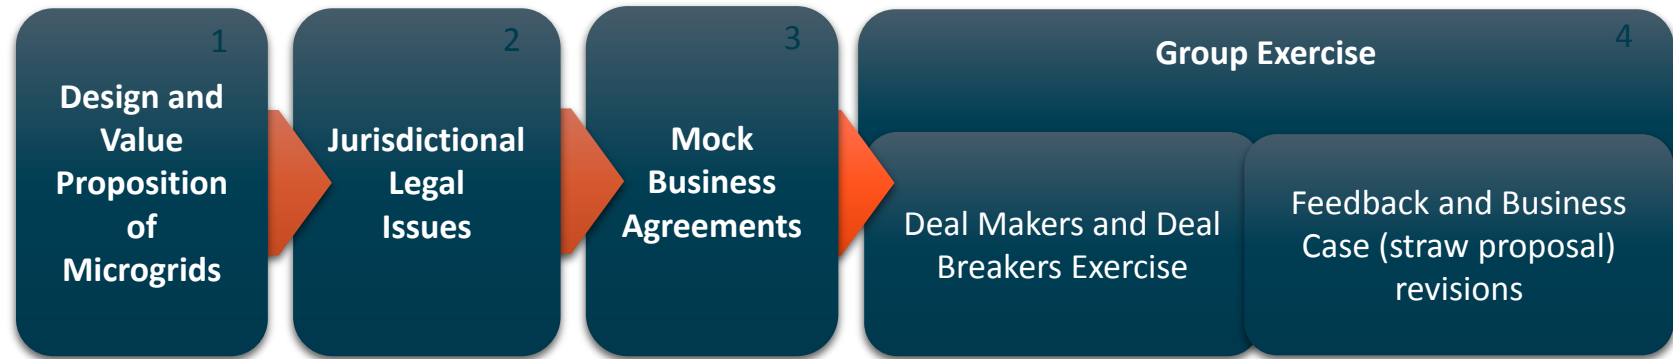 1
Design and
Value
Proposition
of
Microgrids
2
Jurisdictional
Legal
Issues
3
Mock
Business
Agreements
4
Group Exercise
Deal Makers and Deal
Breakers Exercise
Feedback and Business
Case (straw proposal)
revisions